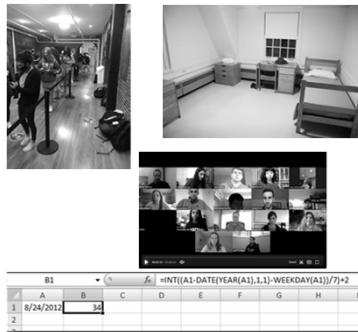 B1 fx =INT((A1-DATE(YEAR(A1),1,1)-WEEKDAY(A1))/7)+2
A B C D E F G H
1 8/24/2012 34
2